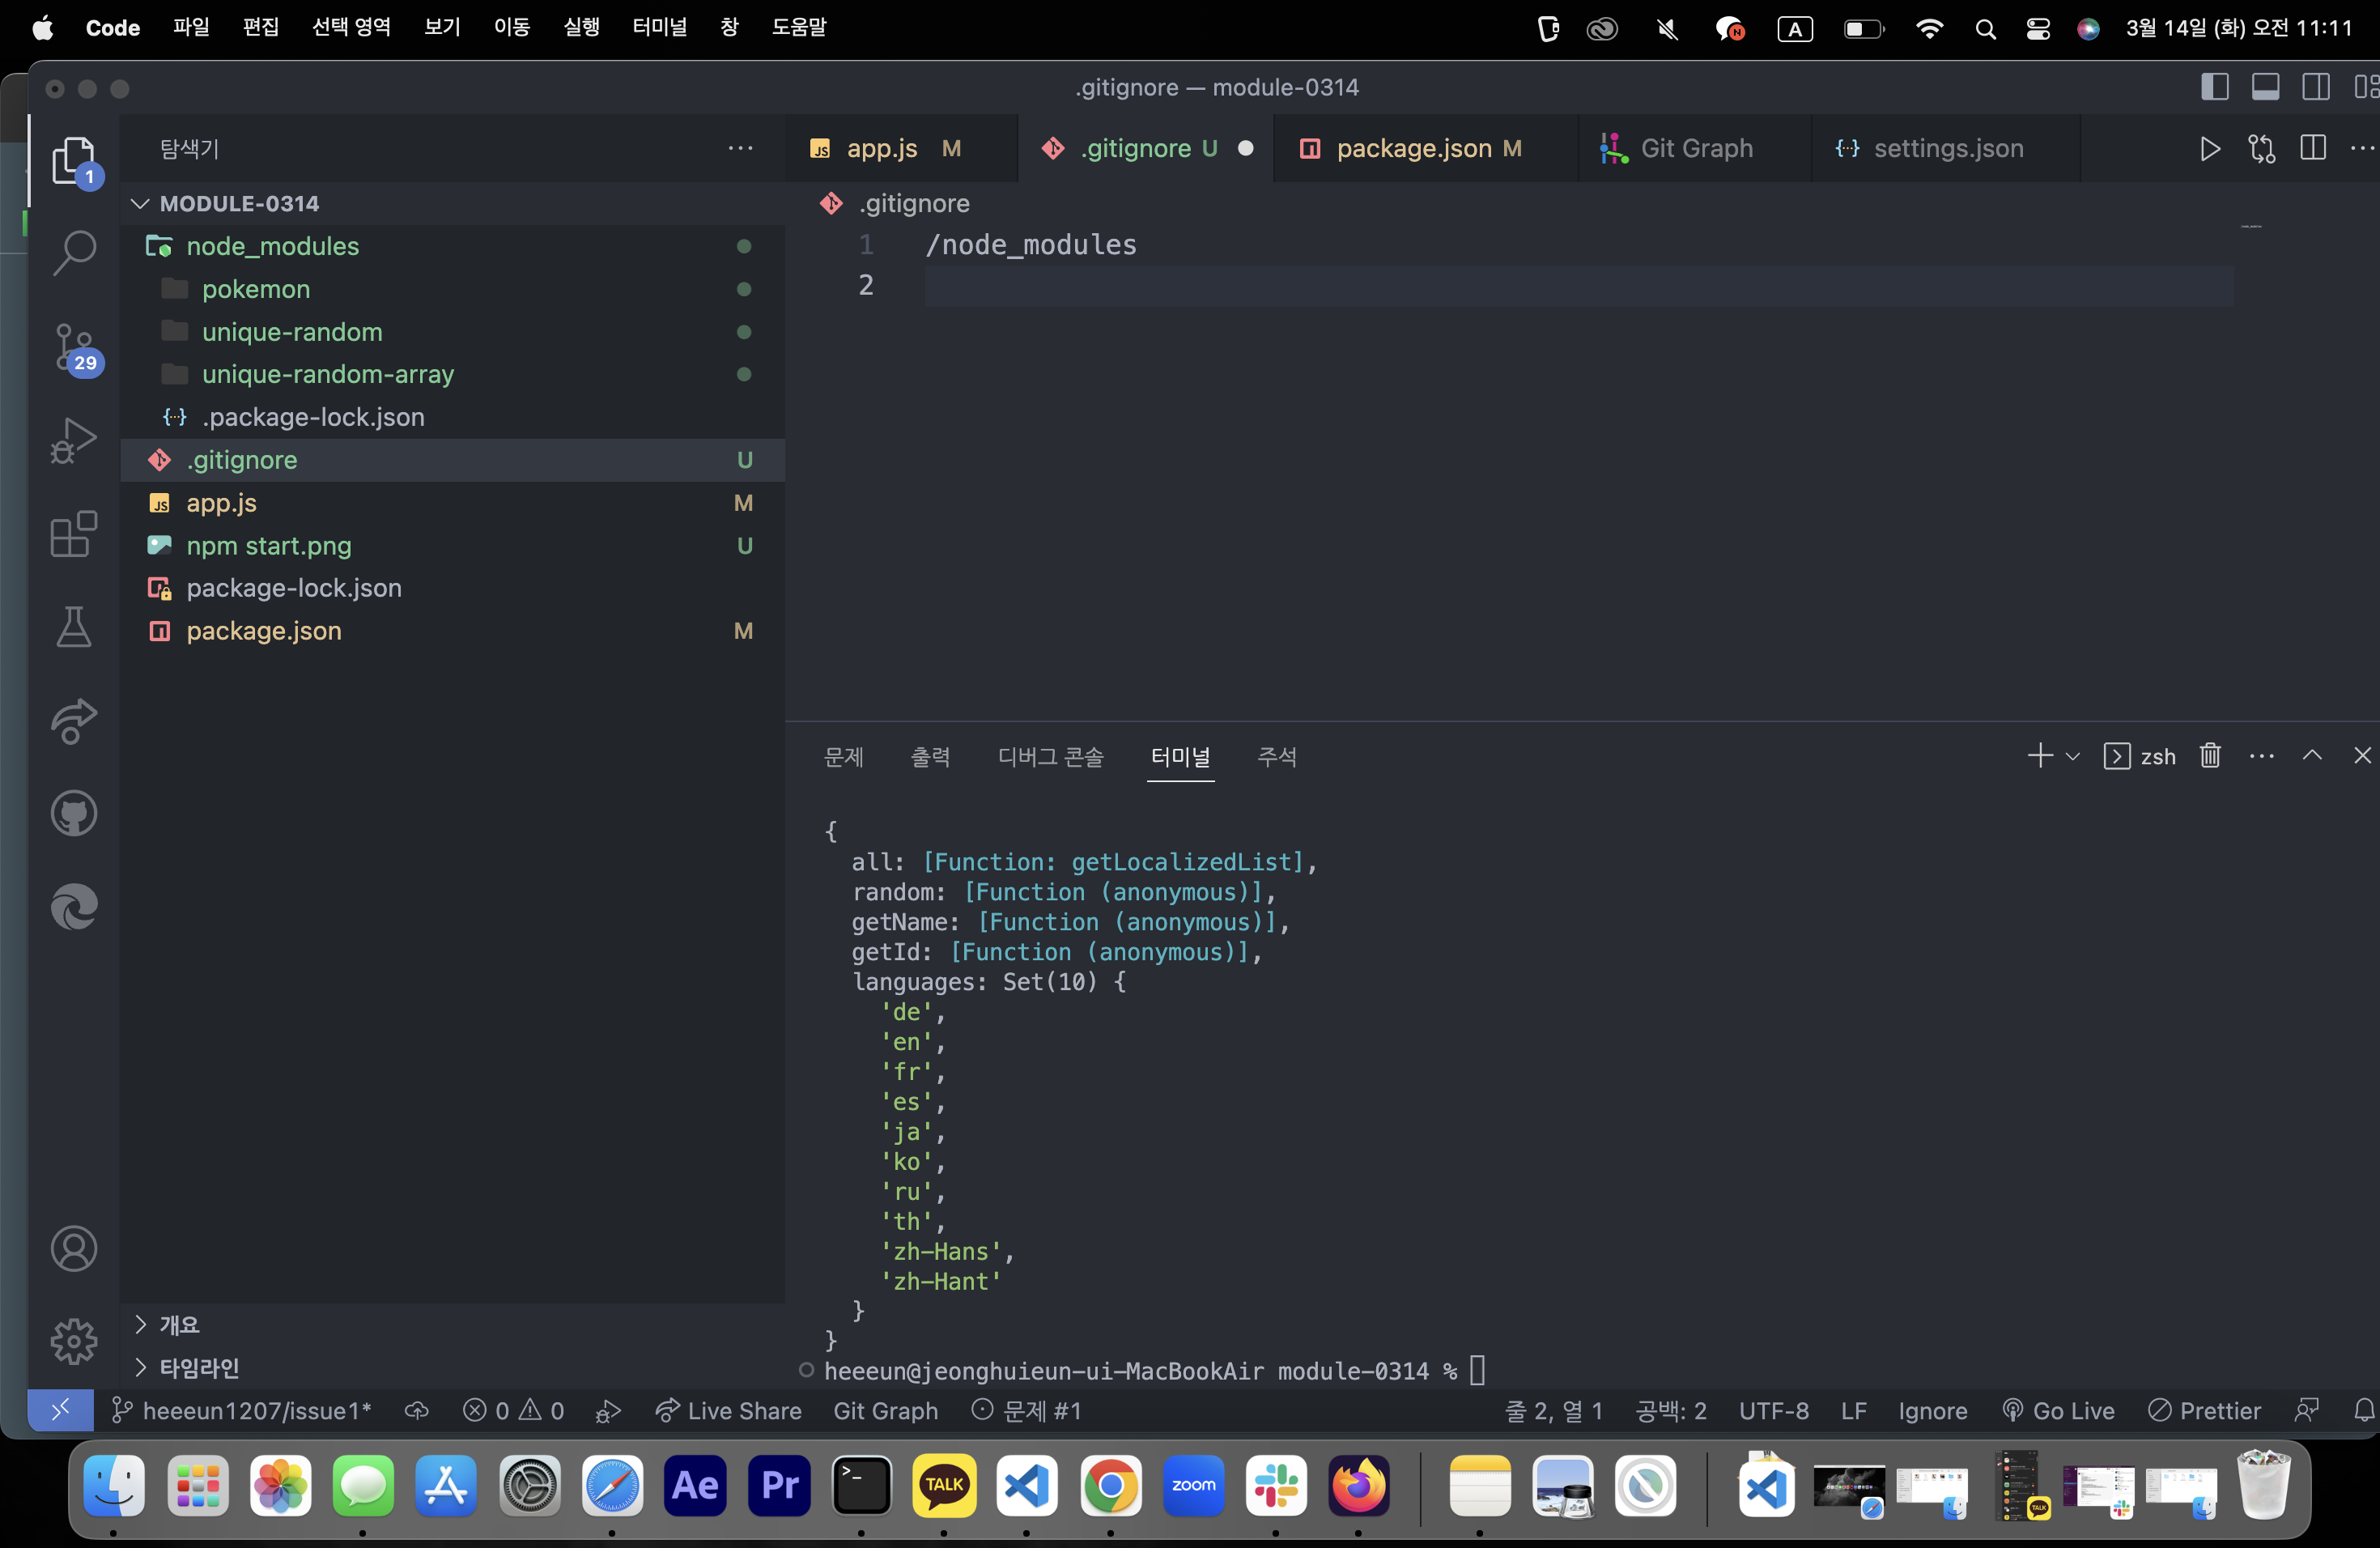 Code 파일 편집 선택 영역 보기 이동 실행 터미널 창 도움말 A 3월 14일 (화) 오전 11:11
.gitignore — module-0314
탐색기
app.js M .gitignore U package.json M Git Graph settings.json
MODULE-0314
.gitignore
node_modules
pokemon
unique-random
unique-random-array
.package-lock.json
.gitignore U
app.js M
npm start.png U
package-lock.json
package.json M
1
29
1 /node_modules
2
문제 출력 디버그 콘솔 터미널 주석 zsh
{
all: [Function: getLocalizedList],
random: [Function (anonymous)],
getName: [Function (anonymous)],
getId: [Function (anonymous)],
languages: Set(10) {
'de',
'en',
'fr',
'es',
'ja',
'ko',
'ru',
'th',
'zh-Hans',
'zh-Hant'
}
}
heeeun@jeonghuieun-ui-MacBookAir module-0314 %
개요
타임라인
heeeun1207/issue1* 0 0 Live Share Git Graph 문제 #1 줄 2, 열 1 공백: 2 UTF-8 LF Ignore Go Live Prettier
Ae Pr TALK zoom